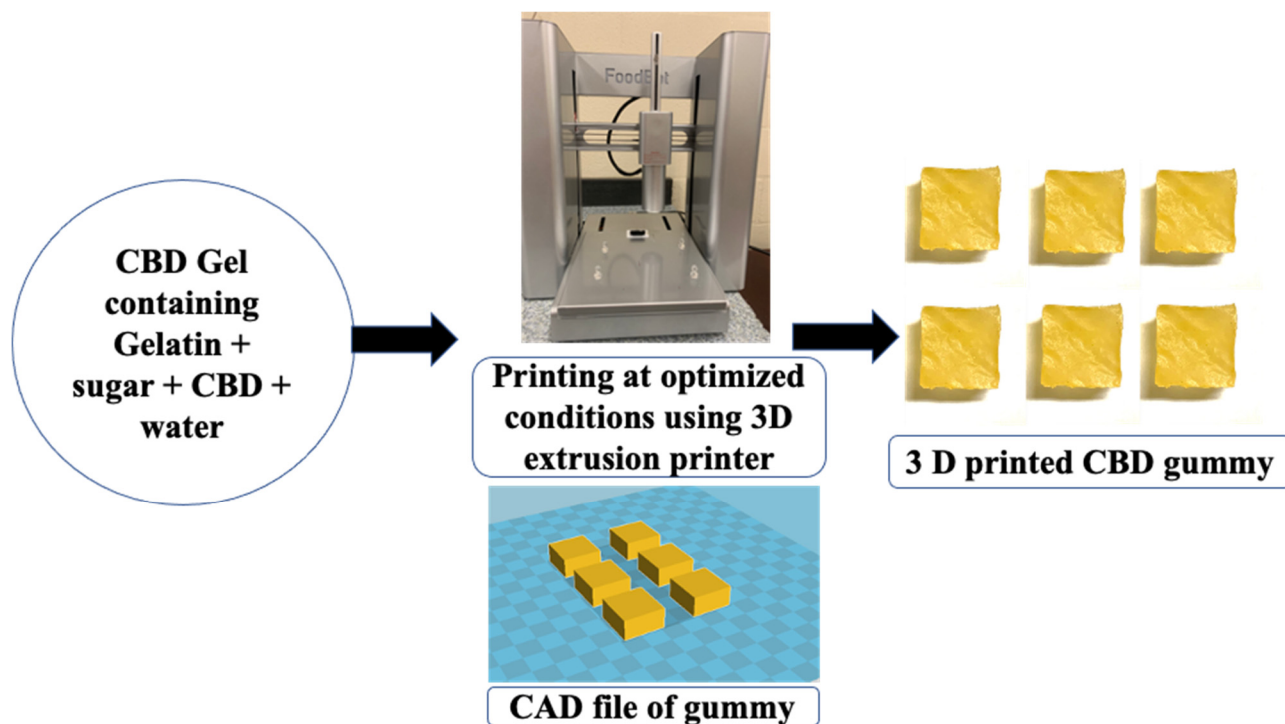 CBD Gel
containing
Gelatin +
sugar + CBD +
water
FoodBot
Printing at optimized
conditions using 3D
extrusion printer
CAD file of gummy
3 D printed CBD gummy